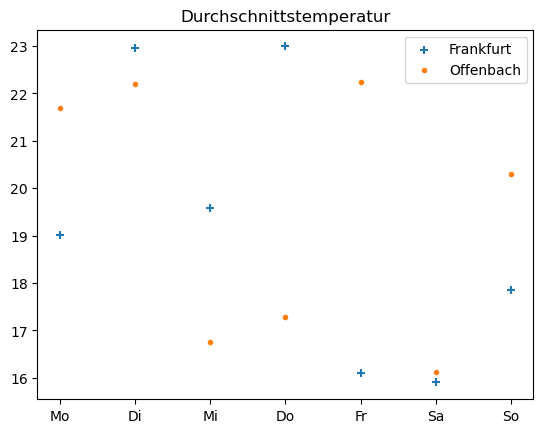 Durchschnittstemperatur
Frankfurt
Offenbach
23
22
21
20
19
18
17
16
Mo Di Mi Do Fr Sa So